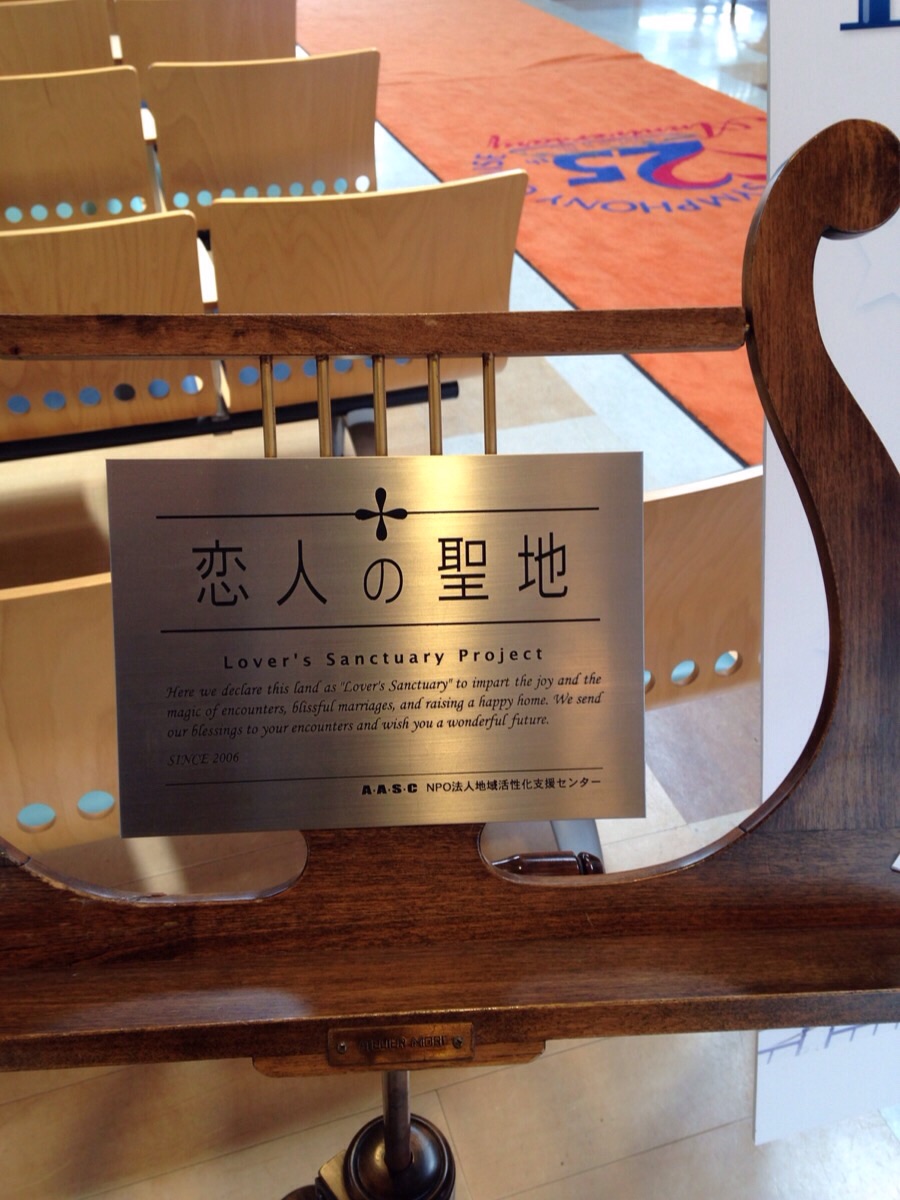 恋人の聖地
Lover's Sanctuary Project
Here we declare this land as "Lover's Sanctuary" to impart the joy and the
magic of encounters, blissful marriages, and raising a happy home. We send
our blessings to your encounters and wish you a wonderful future.
SINCE 2006
A・A・S・C NPO法人地域活性化支援センター
SYMPHONY
25th
Anniversary